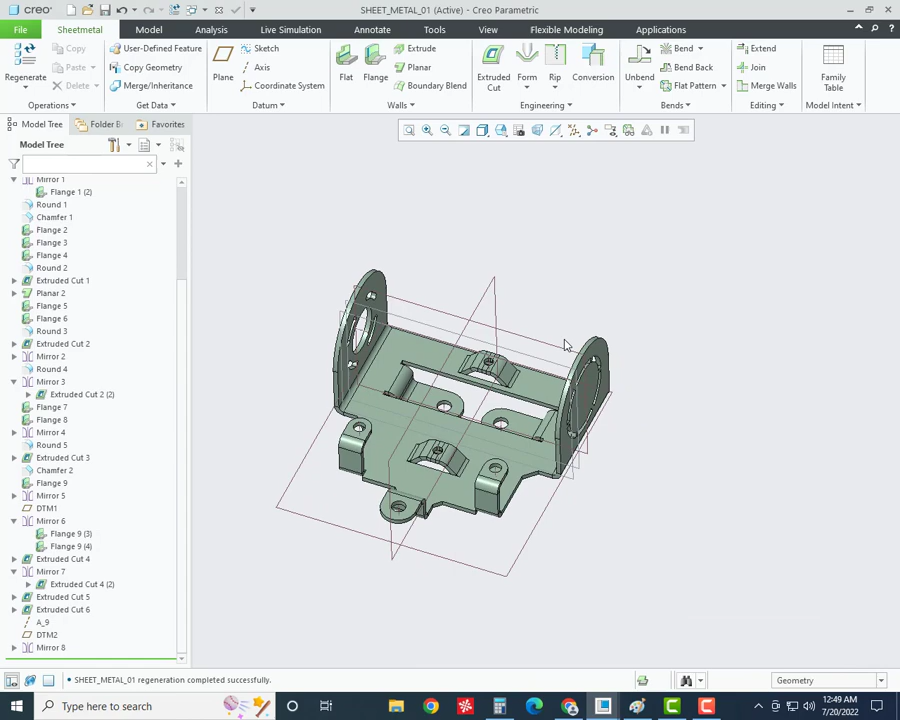 creo SHEET_METAL_01 (Active) - Creo Parametric
File Sheetmetal Model Analysis Live Simulation Annotate Tools View Flexible Modeling Applications
Regenerate Copy Paste Delete Operations
User-Defined Feature Copy Geometry Merge/Inheritance Get Data
Plane Sketch Axis Coordinate System Datum
Flat Flange Extrude Planar Boundary Blend Walls
Extruded Cut Form Rip Conversion Engineering
Unbend Bend Bend Back Flat Pattern Bends
Extend Join Merge Walls Editing
Family Table Model Intent
Model Tree Folder B Favorites
Model Tree
Mirror 1
Flange 1 (2)
Round 1
Chamfer 1
Flange 2
Flange 3
Flange 4
Round 2
Extruded Cut 1
Planar 2
Flange 5
Flange 6
Round 3
Extruded Cut 2
Mirror 2
Round 4
Mirror 3
Extruded Cut 2 (2)
Flange 7
Flange 8
Mirror 4
Round 5
Extruded Cut 3
Chamfer 2
Flange 9
Mirror 5
DTM1
Mirror 6
Flange 9 (3)
Flange 9 (4)
Extruded Cut 4
Mirror 7
Extruded Cut 4 (2)
Extruded Cut 5
Extruded Cut 6
A_9
DTM2
Mirror 8
• SHEET_METAL_01 regeneration completed successfully.
Geometry
Type here to search
12:49 AM
7/20/2022